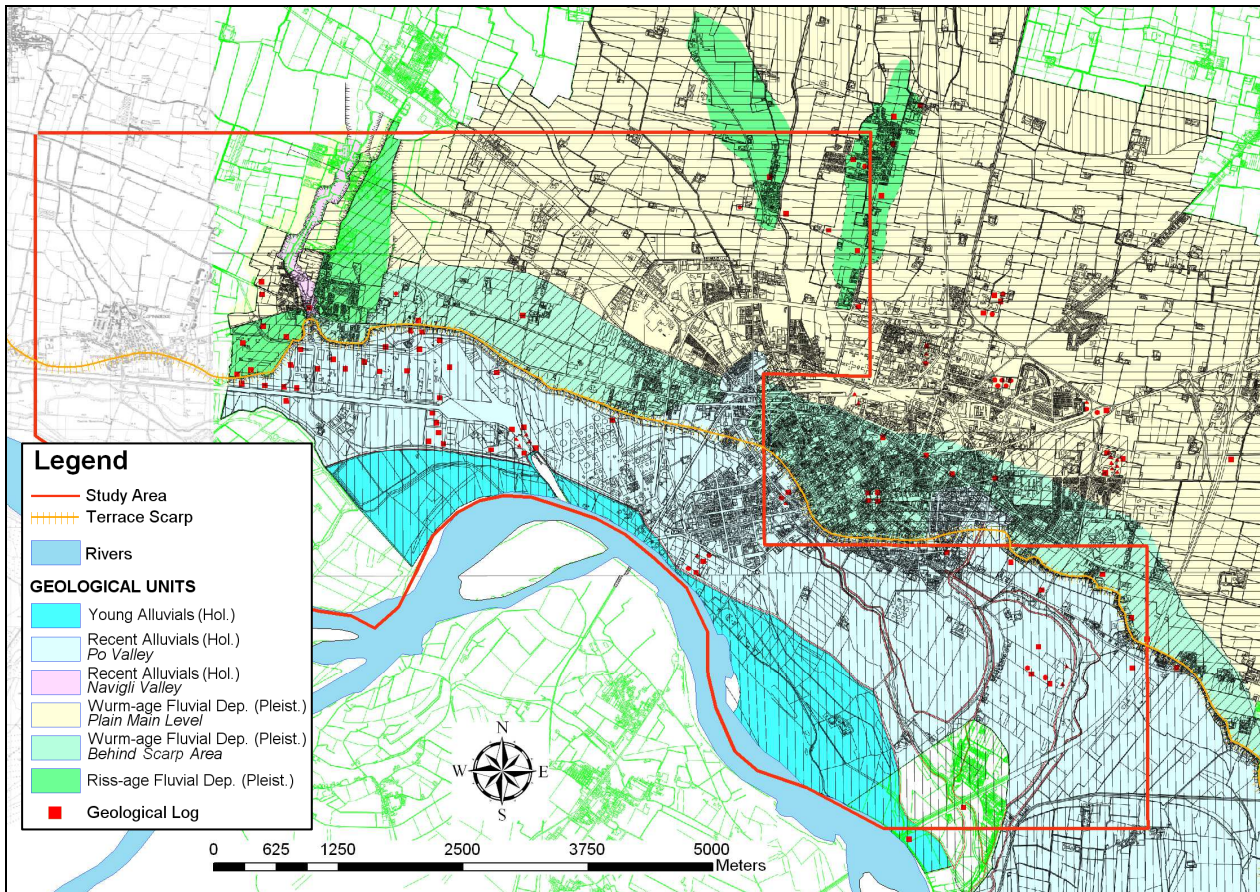 Legend
Study Area
Terrace Scarp
Rivers
GEOLOGICAL UNITS
Young Alluvials (Hol.)
Recent Alluvials (Hol.)
Po Valley
Recent Alluvials (Hol.)
Navigli Valley
Wurm-age Fluvial Dep. (Pleist.)
Plain Main Level
Wurm-age Fluvial Dep. (Pleist.)
Behind Scarp Area
Riss-age Fluvial Dep. (Pleist.)
Geological Log
N
W E
S
0 625 1250 2500 3750 5000
Meters